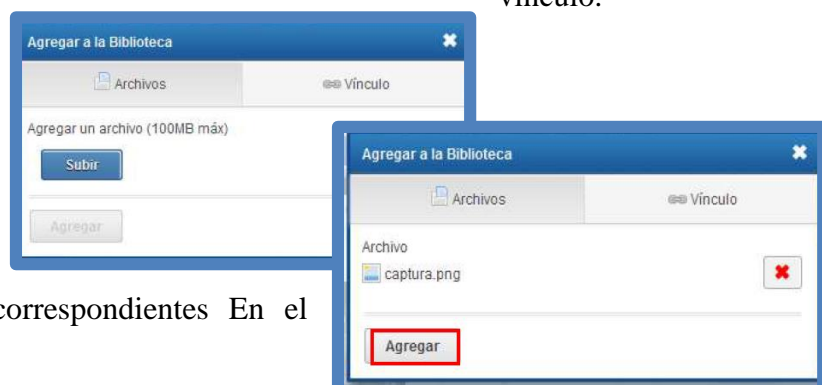 vínculo.
Agregar a la Biblioteca
Archivos Vínculo
Agregar un archivo (100MB máx)
Subir
Agregar
Agregar a la Biblioteca
Archivos Vínculo
Archivo
captura.png
Agregar
correspondientes En el